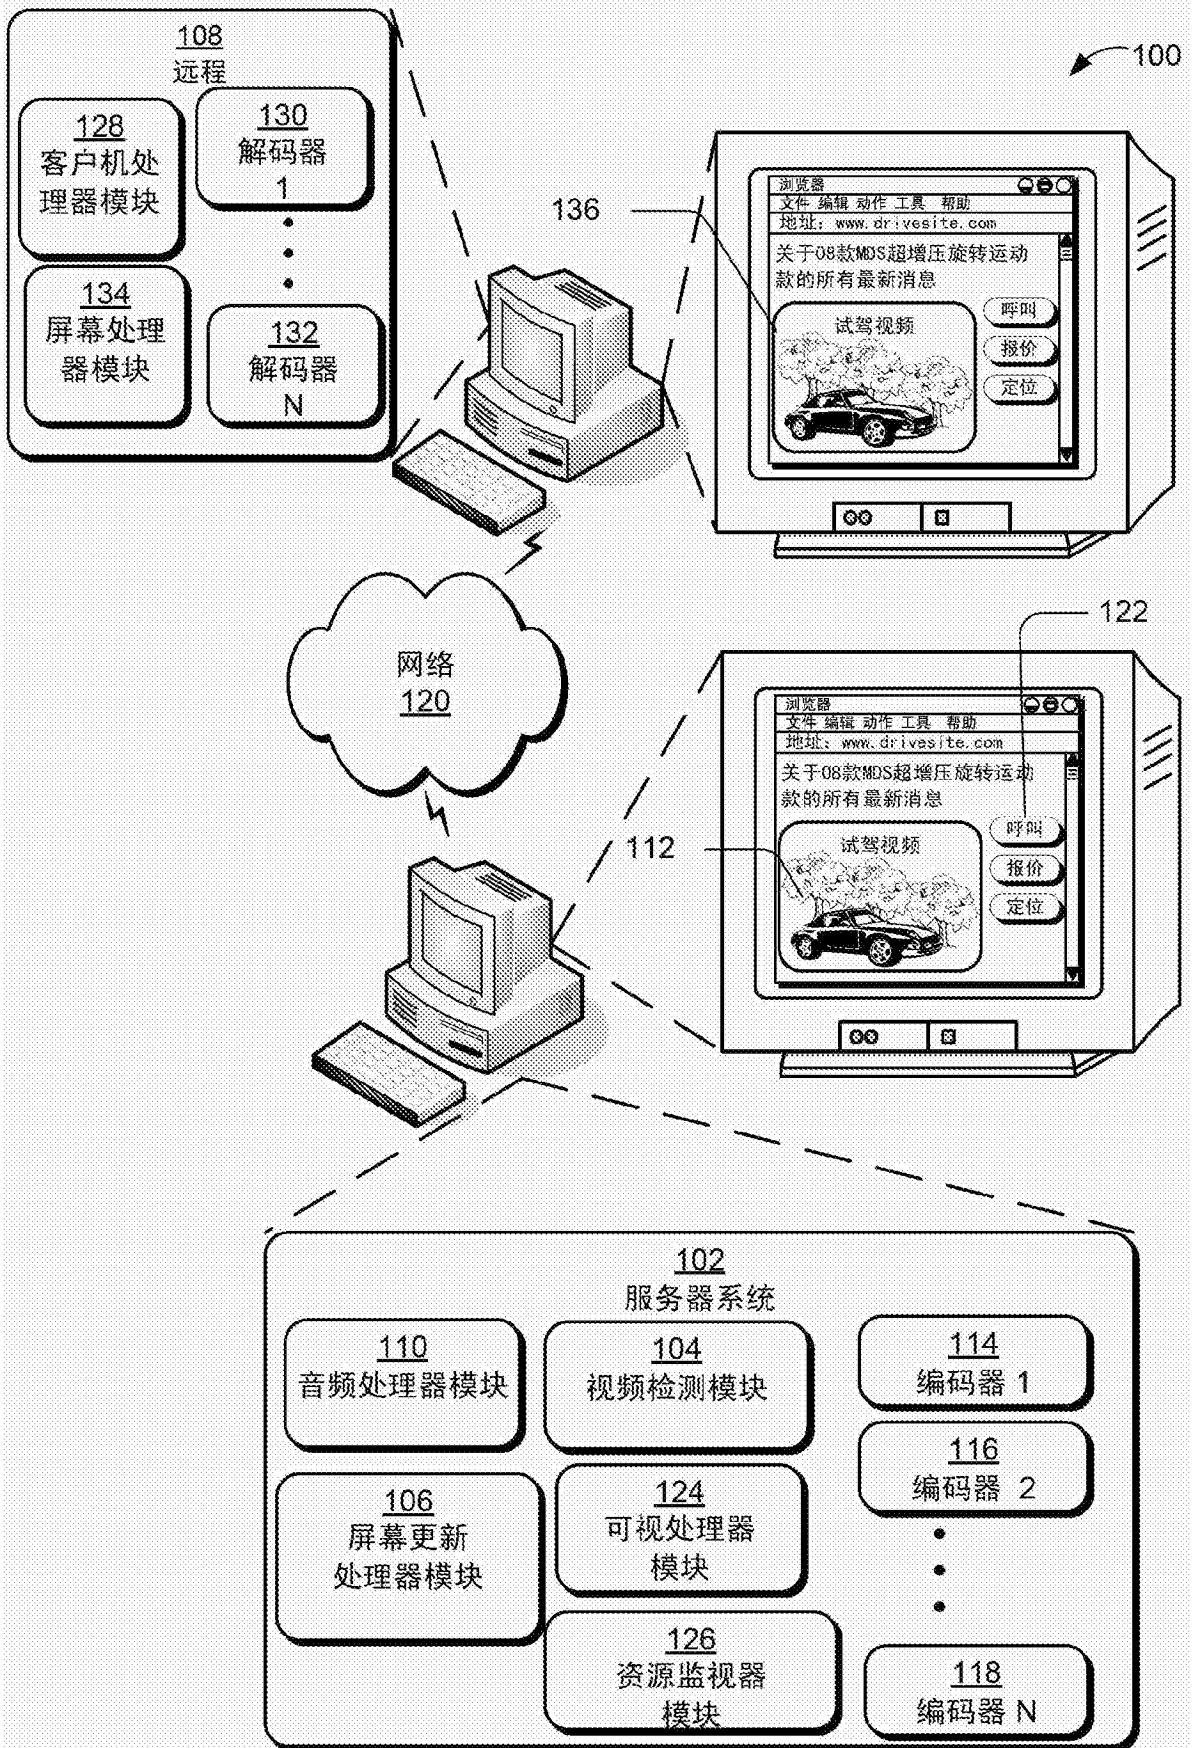 108
远程
128
客户机处
理器模块
130
解码器
1
134
屏幕处理
器模块
132
解码器
N
100
136
浏览器
文件 编辑 动作 工具 帮助
地址: www.drivesite.com
关于08款MDS超增压旋转运动
款的所有最新消息
试驾视频
呼叫
报价
定位
网络
120
122
浏览器
文件 编辑 动作 工具 帮助
地址: www.drivesite.com
关于08款MDS超增压旋转运动
款的所有最新消息
试驾视频
呼叫
报价
定位
112
102
服务器系统
110
音频处理器模块
104
视频检测模块
114
编码器 1
106
屏幕更新
处理器模块
124
可视处理器
模块
116
编码器 2
126
资源监视器
模块
118
编码器 N